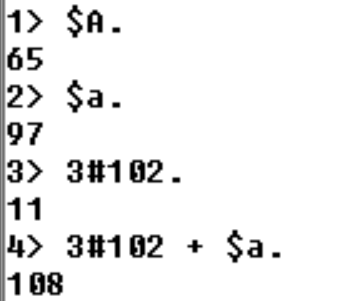 1> $A.
65
2> $a.
97
3> 3#102.
11
4> 3#102 + $a.
108